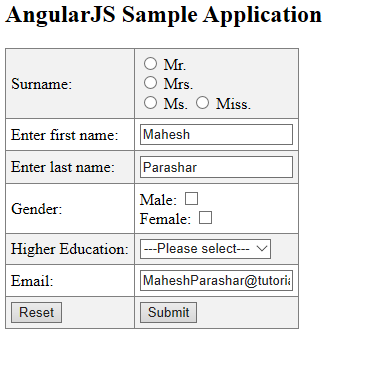 AngularJS Sample Application
Surname:
Mr.
Mrs.
Ms. Miss.
Enter first name: Mahesh
Enter last name: Parashar
Gender:
Male:
Female:
Higher Education: ---Please select---
Email: MaheshParashar@tutori
Reset Submit